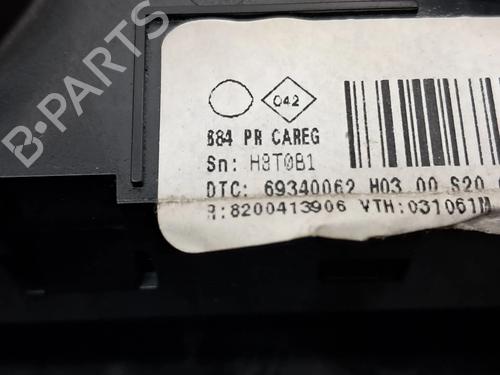 042
B84 PR CAREG
Sn: H8T0B1
DTC: 69340062 H03 00 S20
R:8200413906 VTH:031061M
B-PARTS